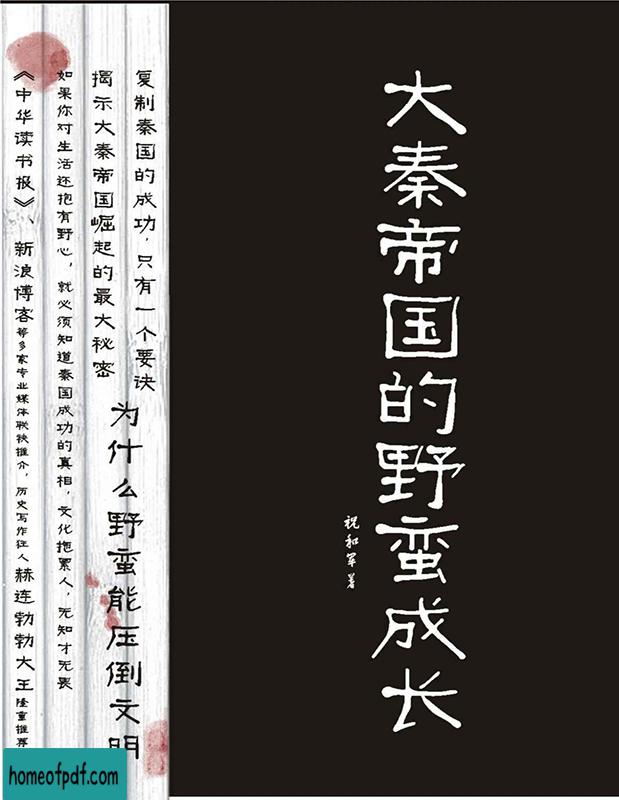 大秦帝国的野蛮成长
祝和军 著
复制秦国的成功，只有一个要诀
为什么野蛮能压倒文明
揭示大秦帝国崛起的最大秘密
如果你对生活还抱有野心，就必须知道秦国成功的真相，文化拖累人，无知才无畏
《中华读书报》、新浪博客等多家专业媒体联袂推介，历史写作狂人赫连勃勃大王隆重推荐
homeofpdf.com